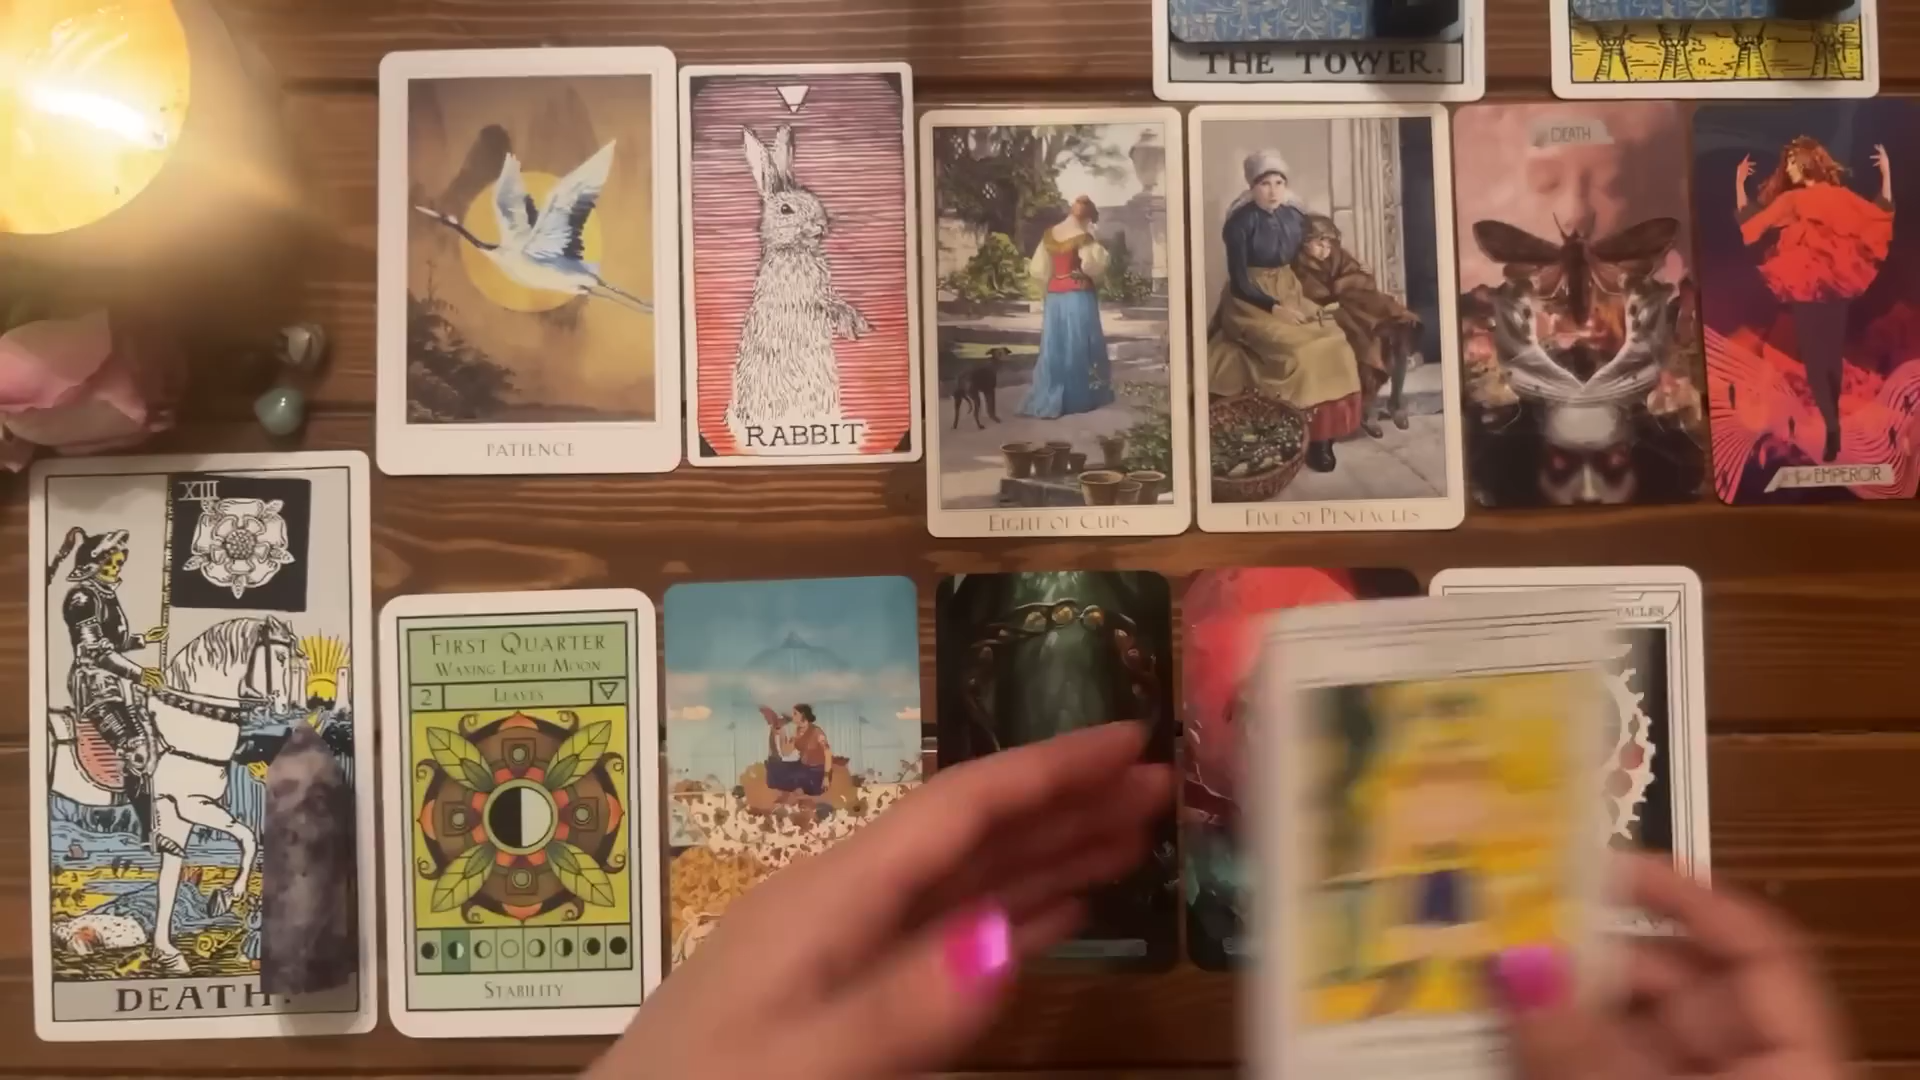 THE TOWER.
PATIENCE
RABBIT
EIGHT OF CUPS
FIVE OF PENTACLES
DEATH
EMPEROR
XIII
DEATH.
FIRST QUARTER
WAXING EARTH MOON
2 LEAVES
STABILITY